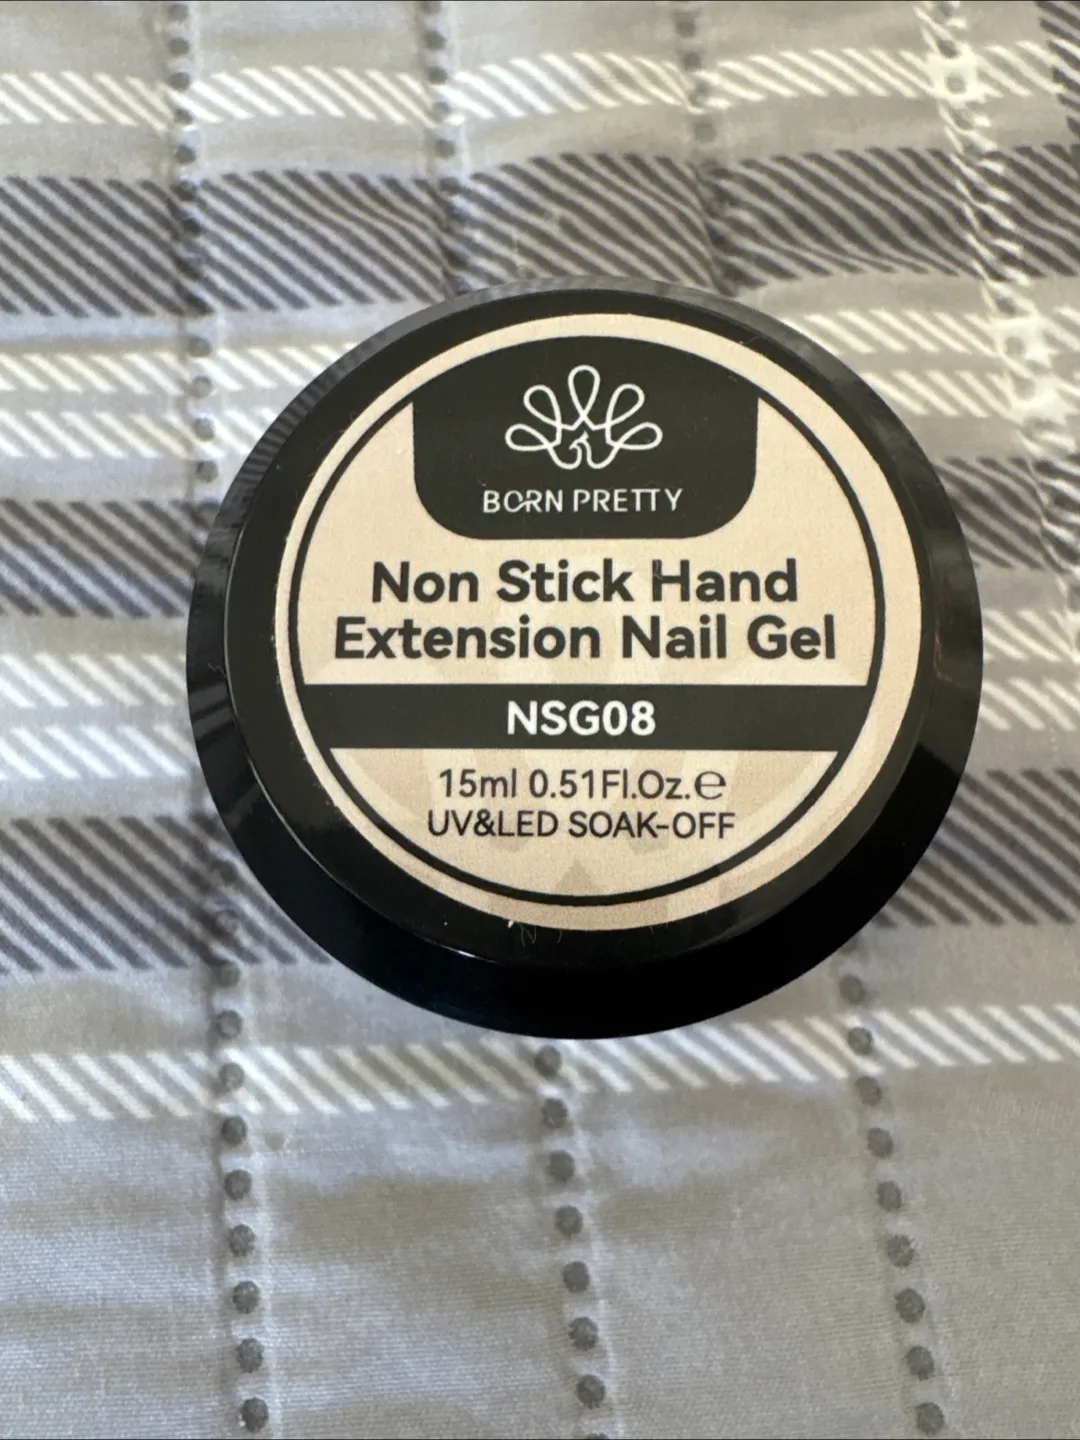 BORN PRETTY
Non Stick Hand
Extension Nail Gel
NSG08
15ml 0.51Fl.Oz.℮
UV&LED SOAK-OFF